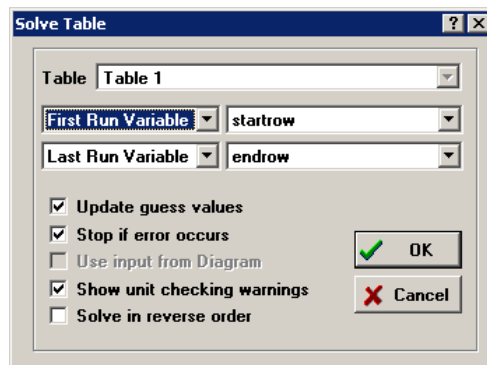 Solve Table
Table Table 1
First Run Variable startrow
Last Run Variable endrow
Update guess values
Stop if error occurs
Use input from Diagram
Show unit checking warnings
Solve in reverse order
OK
Cancel